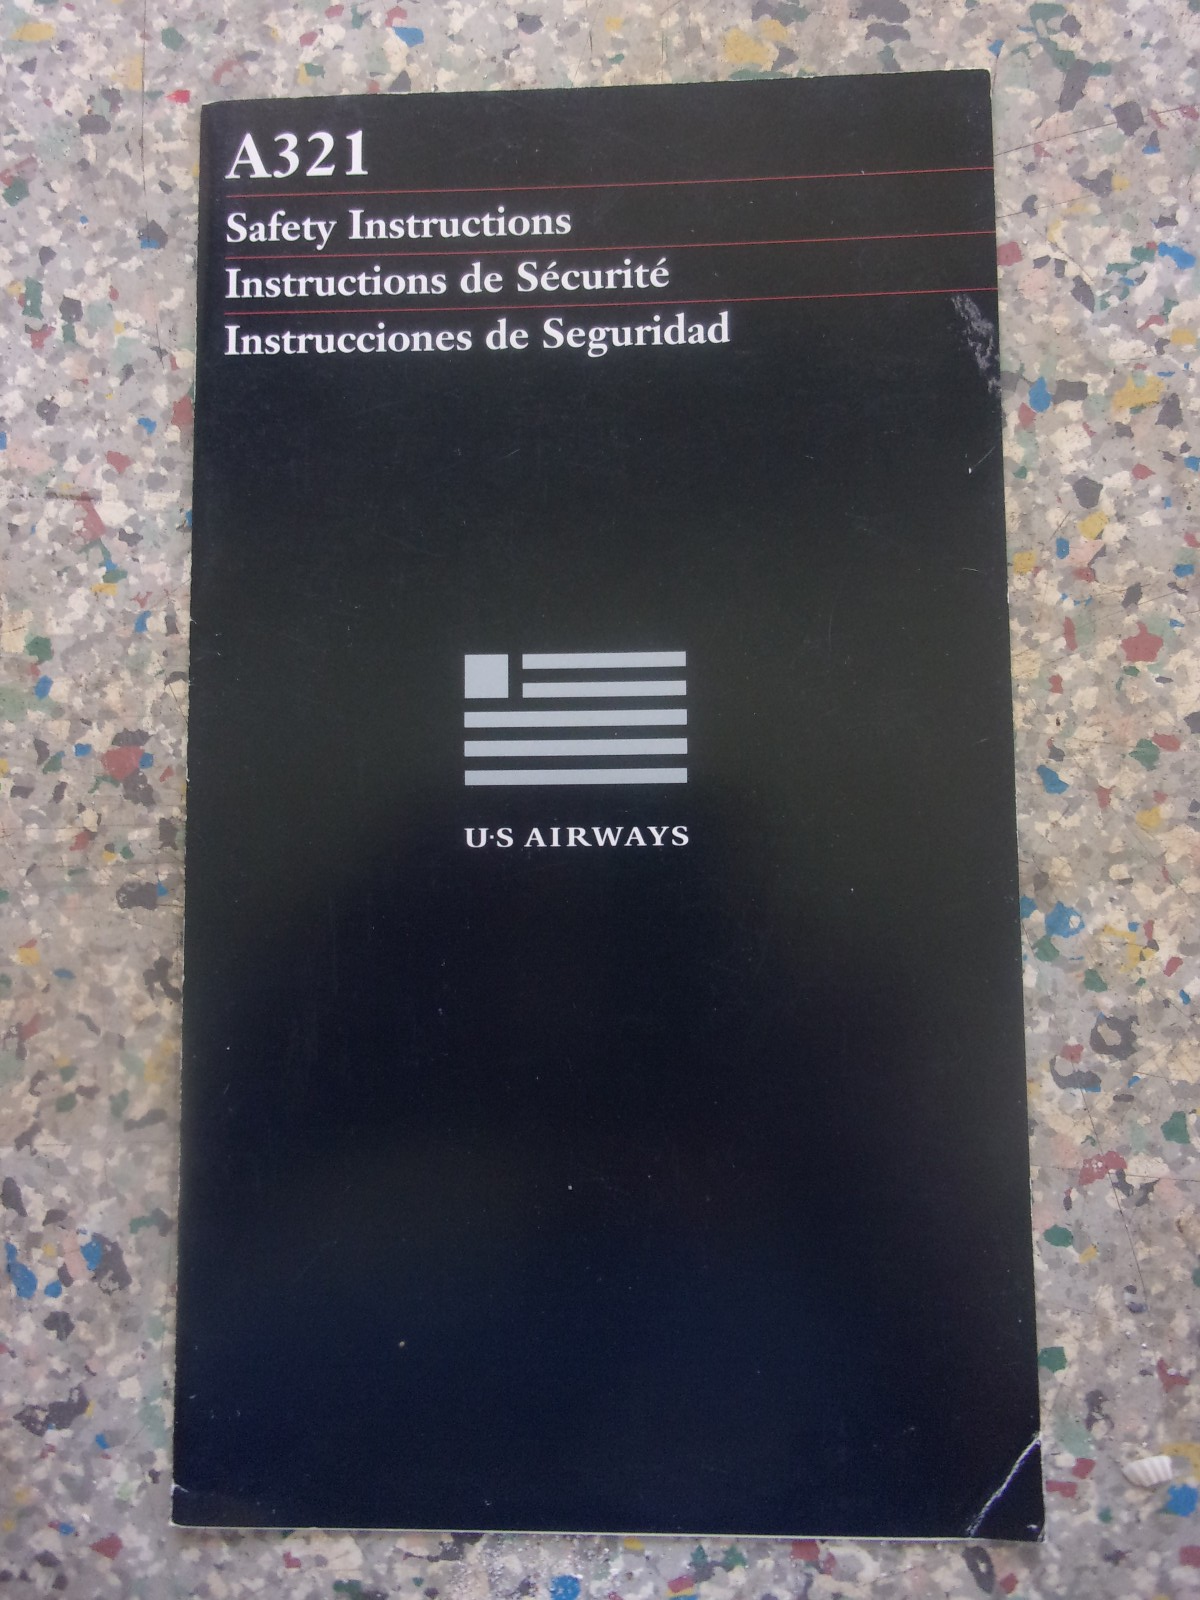 A321
Safety Instructions
Instructions de Sécurité
Instrucciones de Seguridad
U·S AIRWAYS